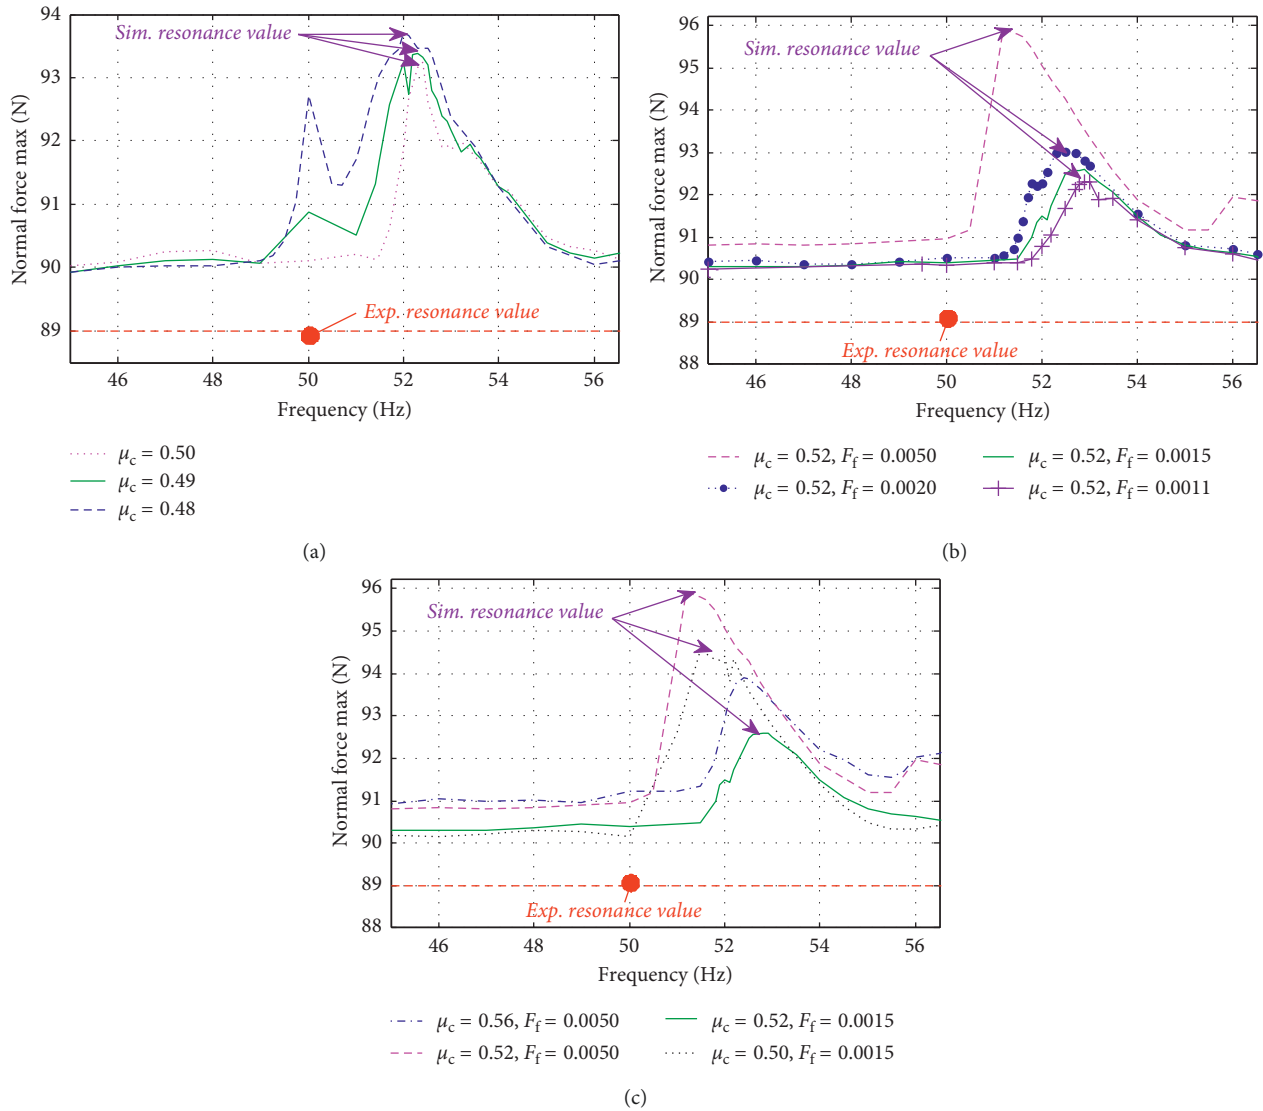 94
93
92
91
90
89
Normal force max (N)
Sim. resonance value
Exp. resonance value
46 48 50 52 54 56
Frequency (Hz)
μc = 0.50
μc = 0.49
μc = 0.48
(a)
96
95
94
93
92
91
90
89
88
Normal force max (N)
Sim. resonance value
Exp. resonance value
46 48 50 52 54 56
Frequency (Hz)
μc = 0.52, Ff = 0.0050
μc = 0.52, Ff = 0.0020
μc = 0.52, Ff = 0.0015
μc = 0.52, Ff = 0.0011
(b)
96
95
94
93
92
91
90
89
88
Normal force max (N)
Sim. resonance value
Exp. resonance value
46 48 50 52 54 56
Frequency (Hz)
μc = 0.56, Ff = 0.0050
μc = 0.52, Ff = 0.0050
μc = 0.52, Ff = 0.0015
μc = 0.50, Ff = 0.0015
(c)